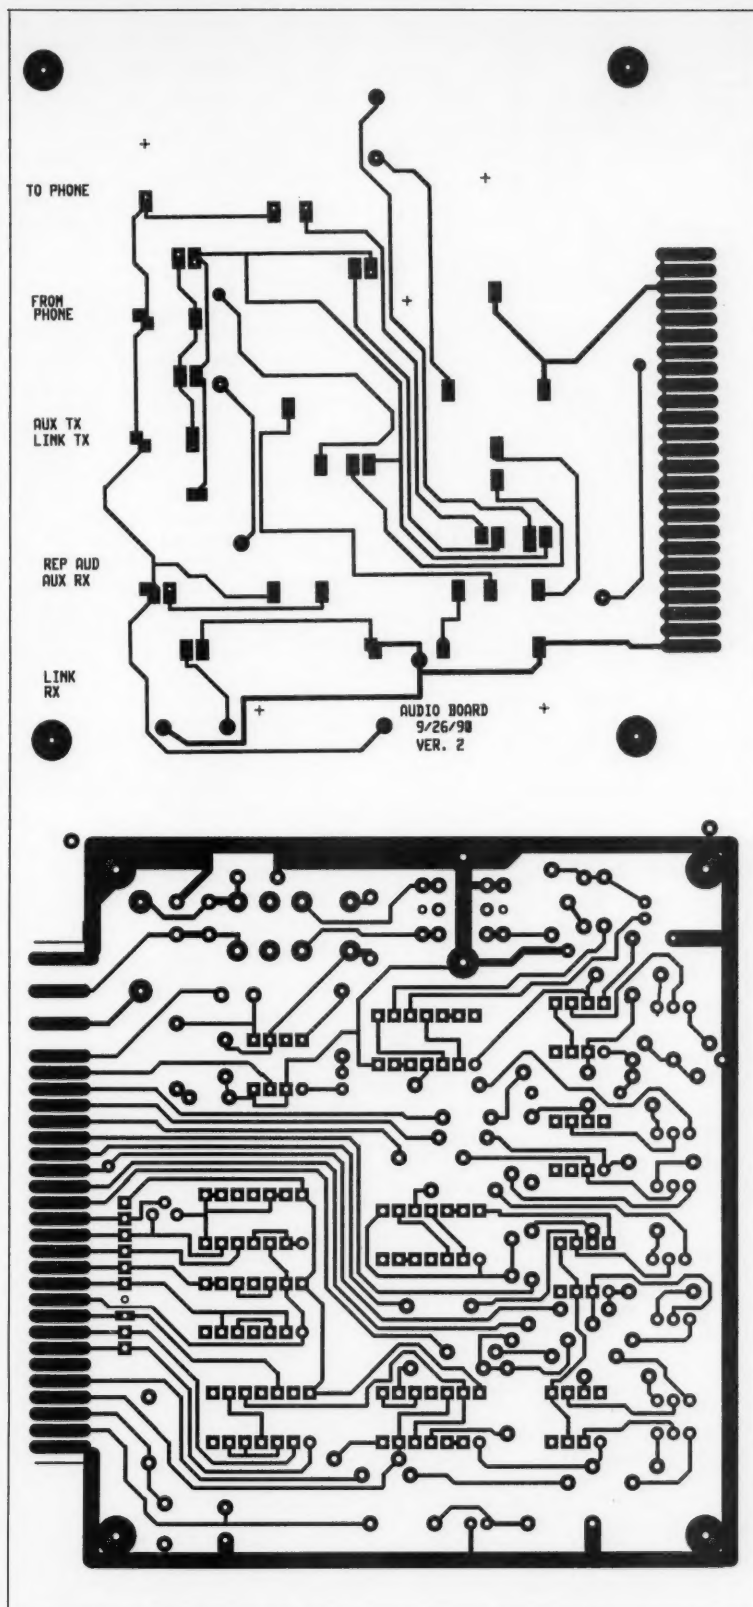 TO PHONE
FROM
PHONE
AUX TX
LINK TX
REP AUD
AUX RX
LINK
RX
AUDIO BOARD
9/26/90
VER. 2